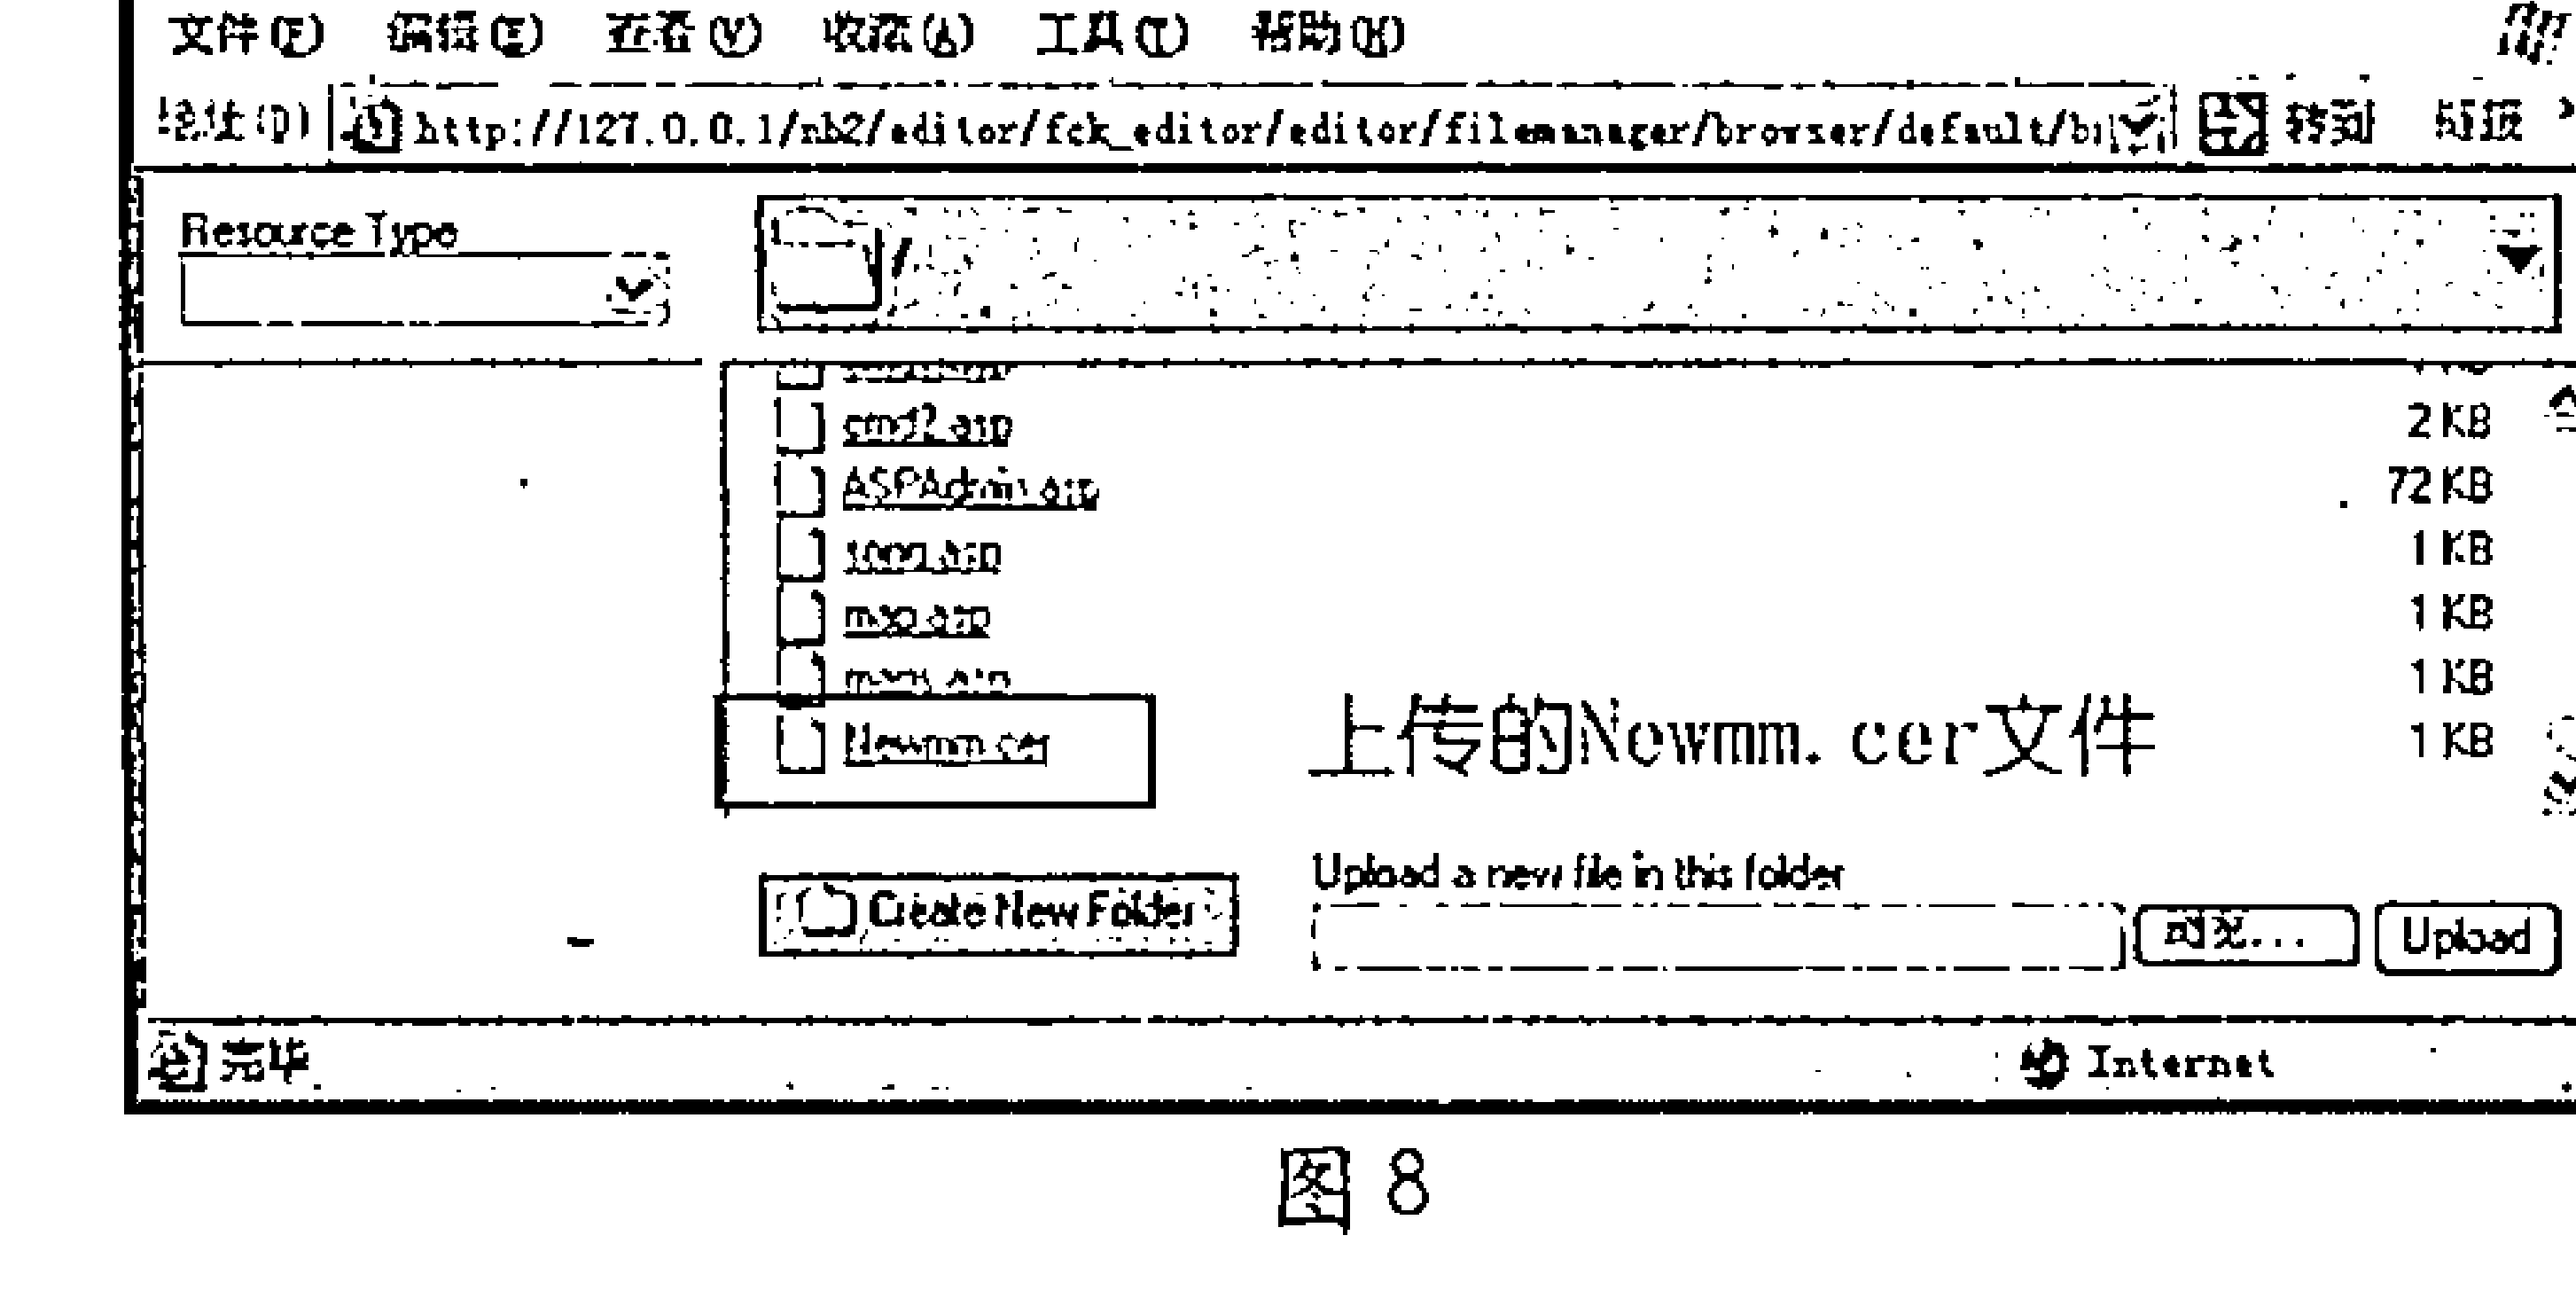 文件(F) 编辑(E) 查看(V) 收藏(A) 工具(T) 帮助(H)
地址(D) http://127.0.0.1/nb2/editor/fck_editor/editor/filemanager/browser/default/br 转到 链接 »
Resource Type
/
cmd2.asp 2 KB
ASPAdmin.asp 72 KB
1 KB
1 KB
1 KB
Newmm.cer 1 KB
上传的Newmm.cer文件
Upload a new file in this folder
Create New Folder 浏览... Upload
完毕 Internet
图 8